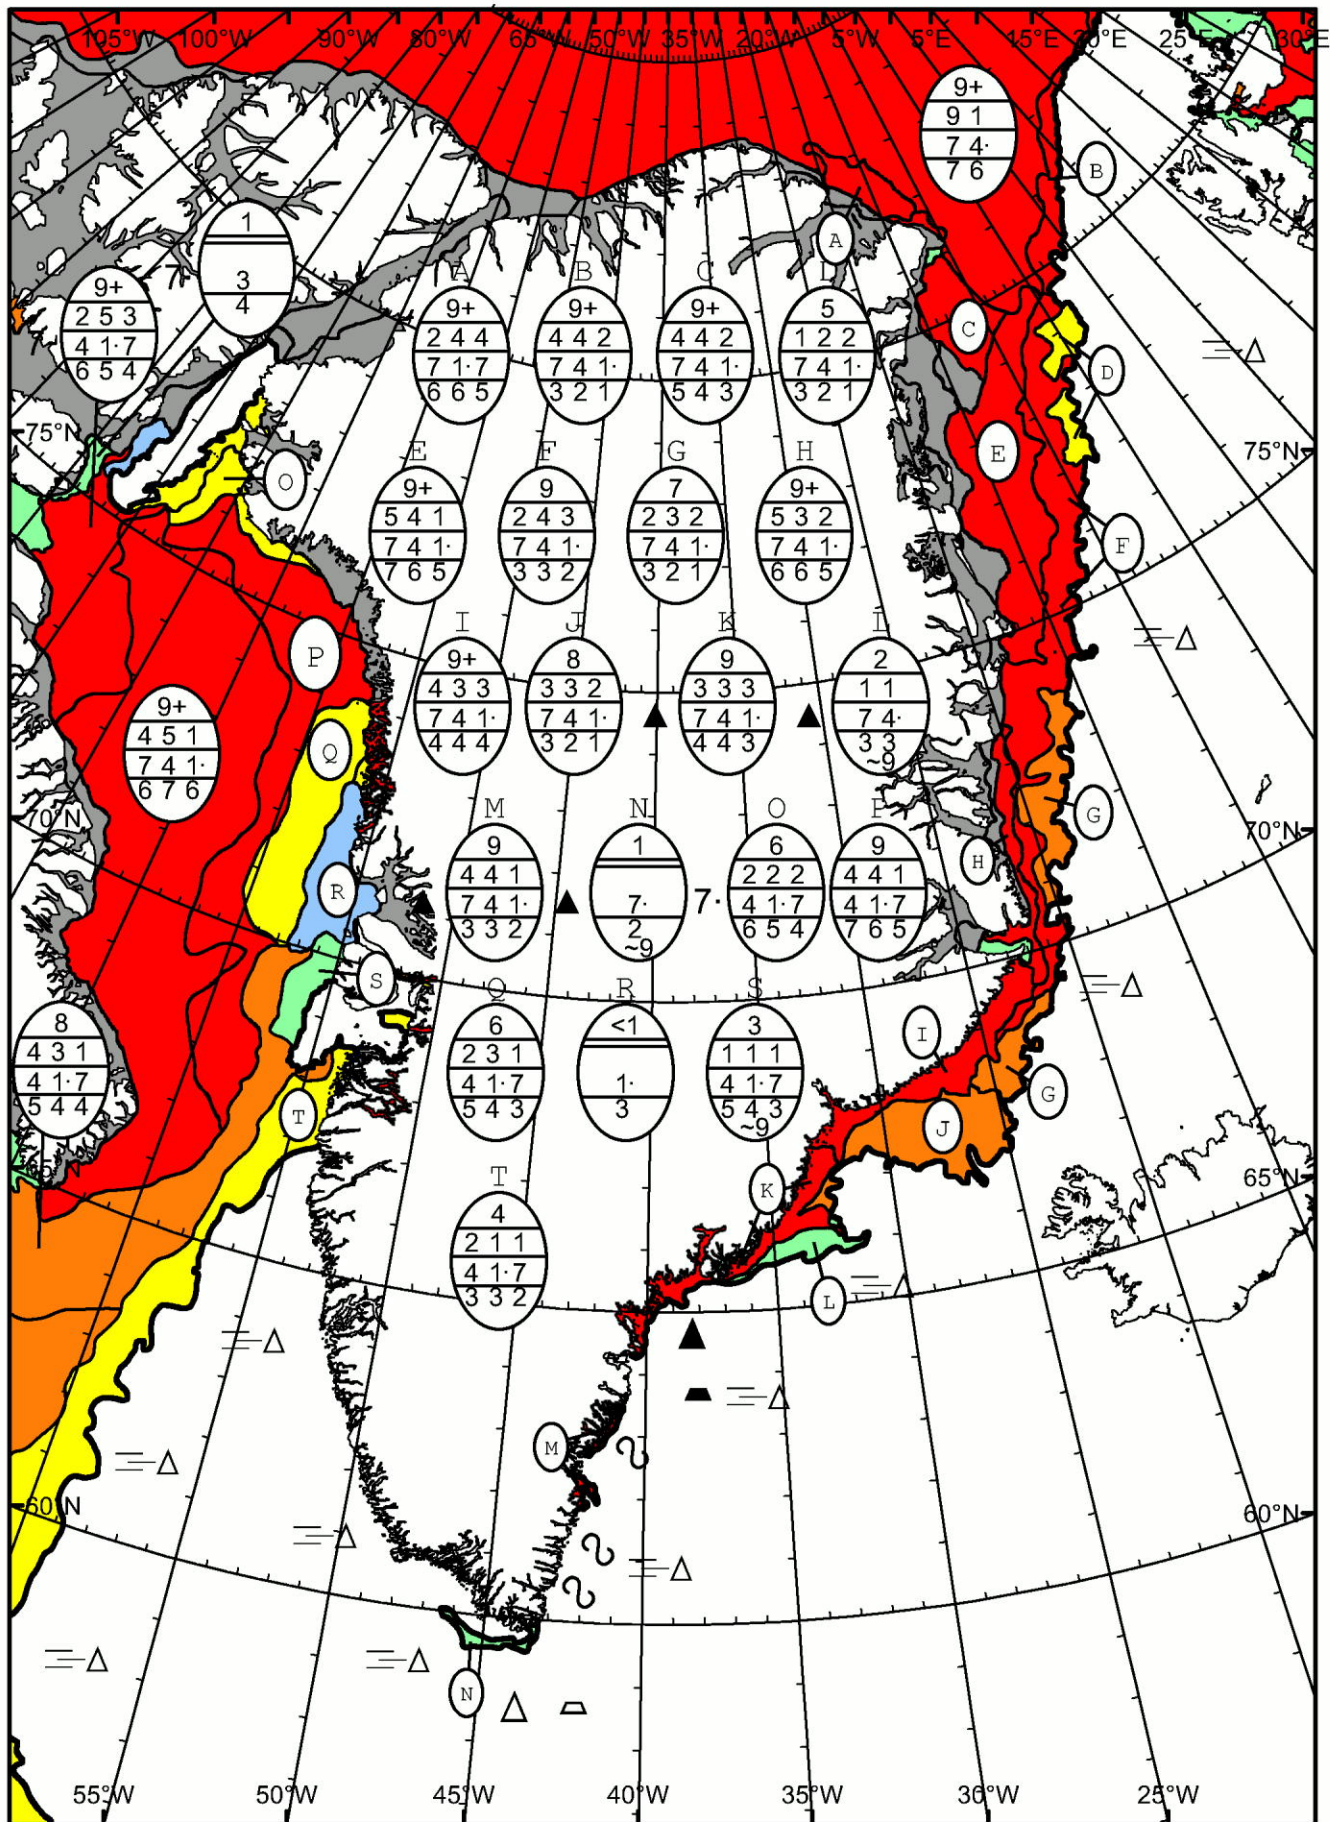 105°W 100°W 90°W 80°W 65°W 50°W 35°W 20°W 5°W 5°E 15°E 20°E 25°E 30°E
9+
9 1
7 4·
7 6
B
1
3
4
A
9+
2 5 3
4 1·7
6 5 4
7·
A B C D
9+ 9+ 9+ 5
2 4 4 4 4 2 4 4 2 1 2 2
7 1·7 7 4 1· 7 4 1· 7 4 1·
6 6 5 3 2 1 5 4 3 3 2 1
C
D
75°N 75°N
E F G H
E
O
9+ 9 7 9+
5 4 1 2 4 3 2 3 2 5 3 2
7 4 1· 7 4 1· 7 4 1· 7 4 1·
7 6 5 3 3 2 3 2 1 6 6 5
F
I J K L
P
9+ 8 9 2
4 3 3 3 3 2 3 3 3 1 1
7 4 1· 7 4 1· 7 4 1· 7 4·
4 4 4 3 2 1 4 4 3 3 3
~9
9+
4 5 1
7 4 1·
6 7 6
Q
70°N 70°N
M N O P
G
H
9 1 6 9
4 4 1 2 2 2 4 4 1
7 4 1· 7· 4 1·7 4 1·7
3 3 2 2 6 5 4 7 6 5
~9
7·
R
S
Q R S
6 <1 3
2 3 1 1 1 1
4 1·7 1· 4 1·7
5 4 3 3 5 4 3
~9
I
8
4 3 1
4 1·7
5 4 4
G
T
J
65°N 65°N
K
T
4
2 1 1
4 1·7
3 3 2
L
M
60°N 60°N
N
55°W 50°W 45°W 40°W 35°W 30°W 25°W